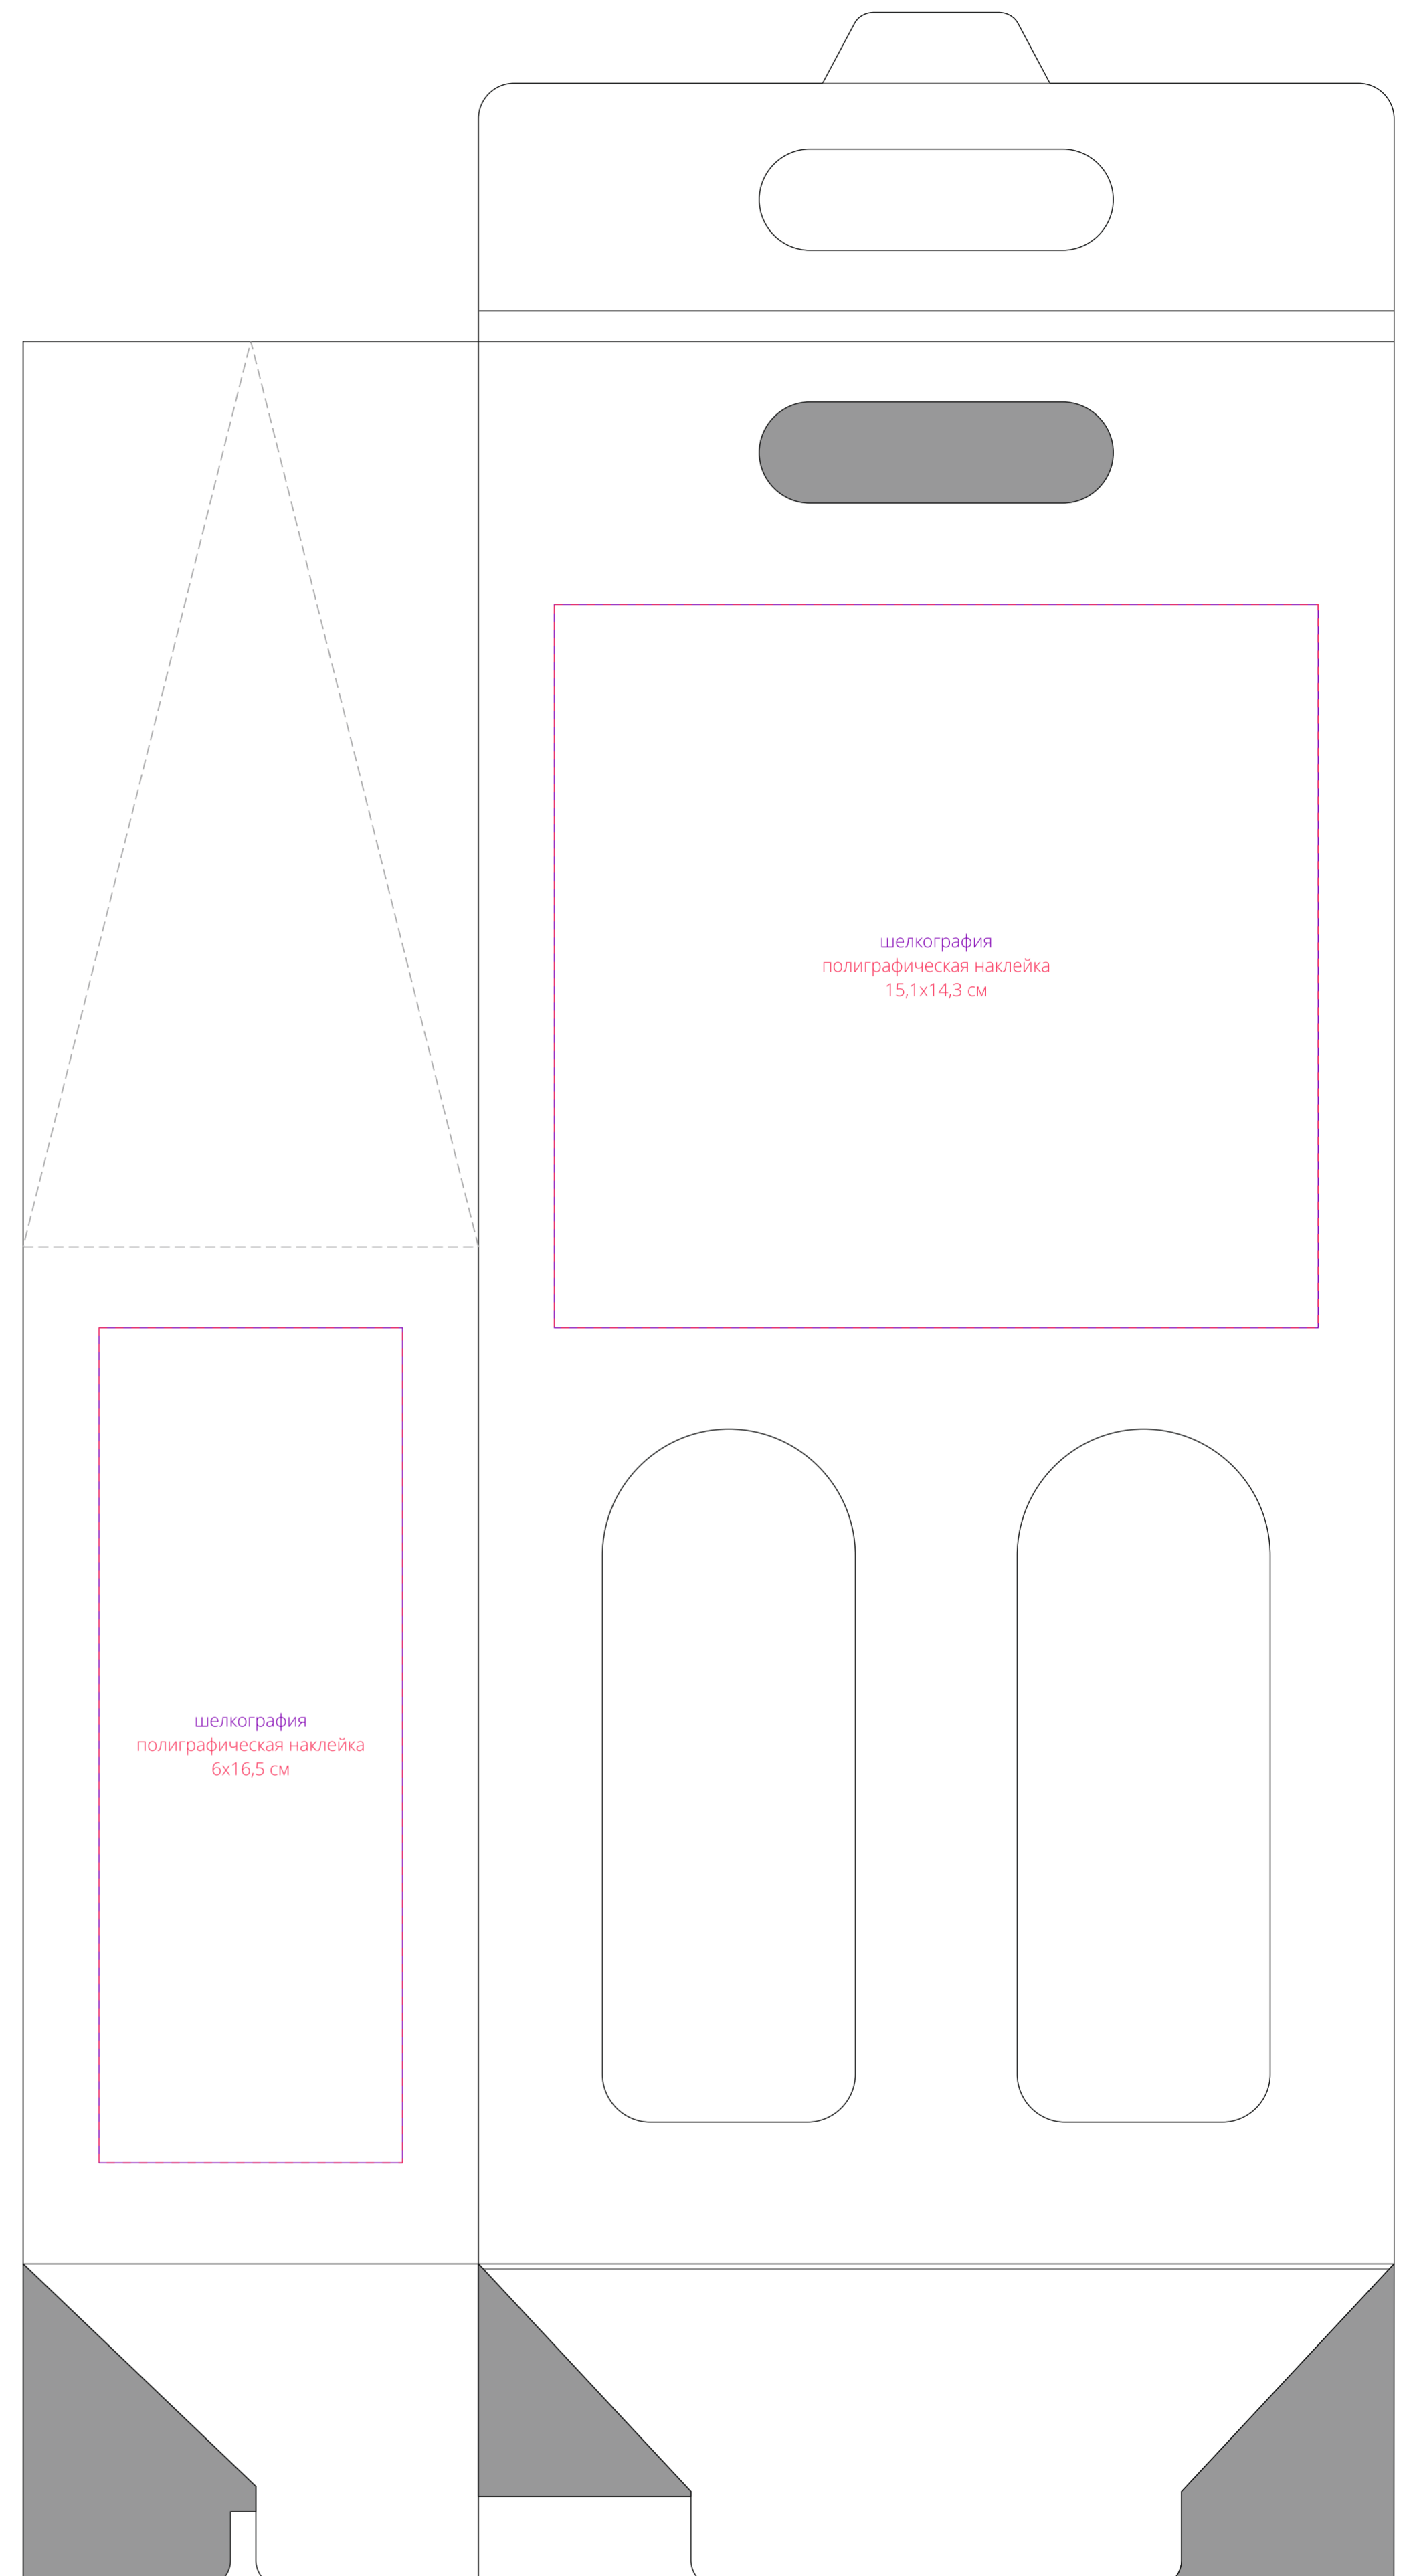 шелкография
полиграфическая наклейка
15,1x14,3 см
шелкография
полиграфическая наклейка
6x16,5 см